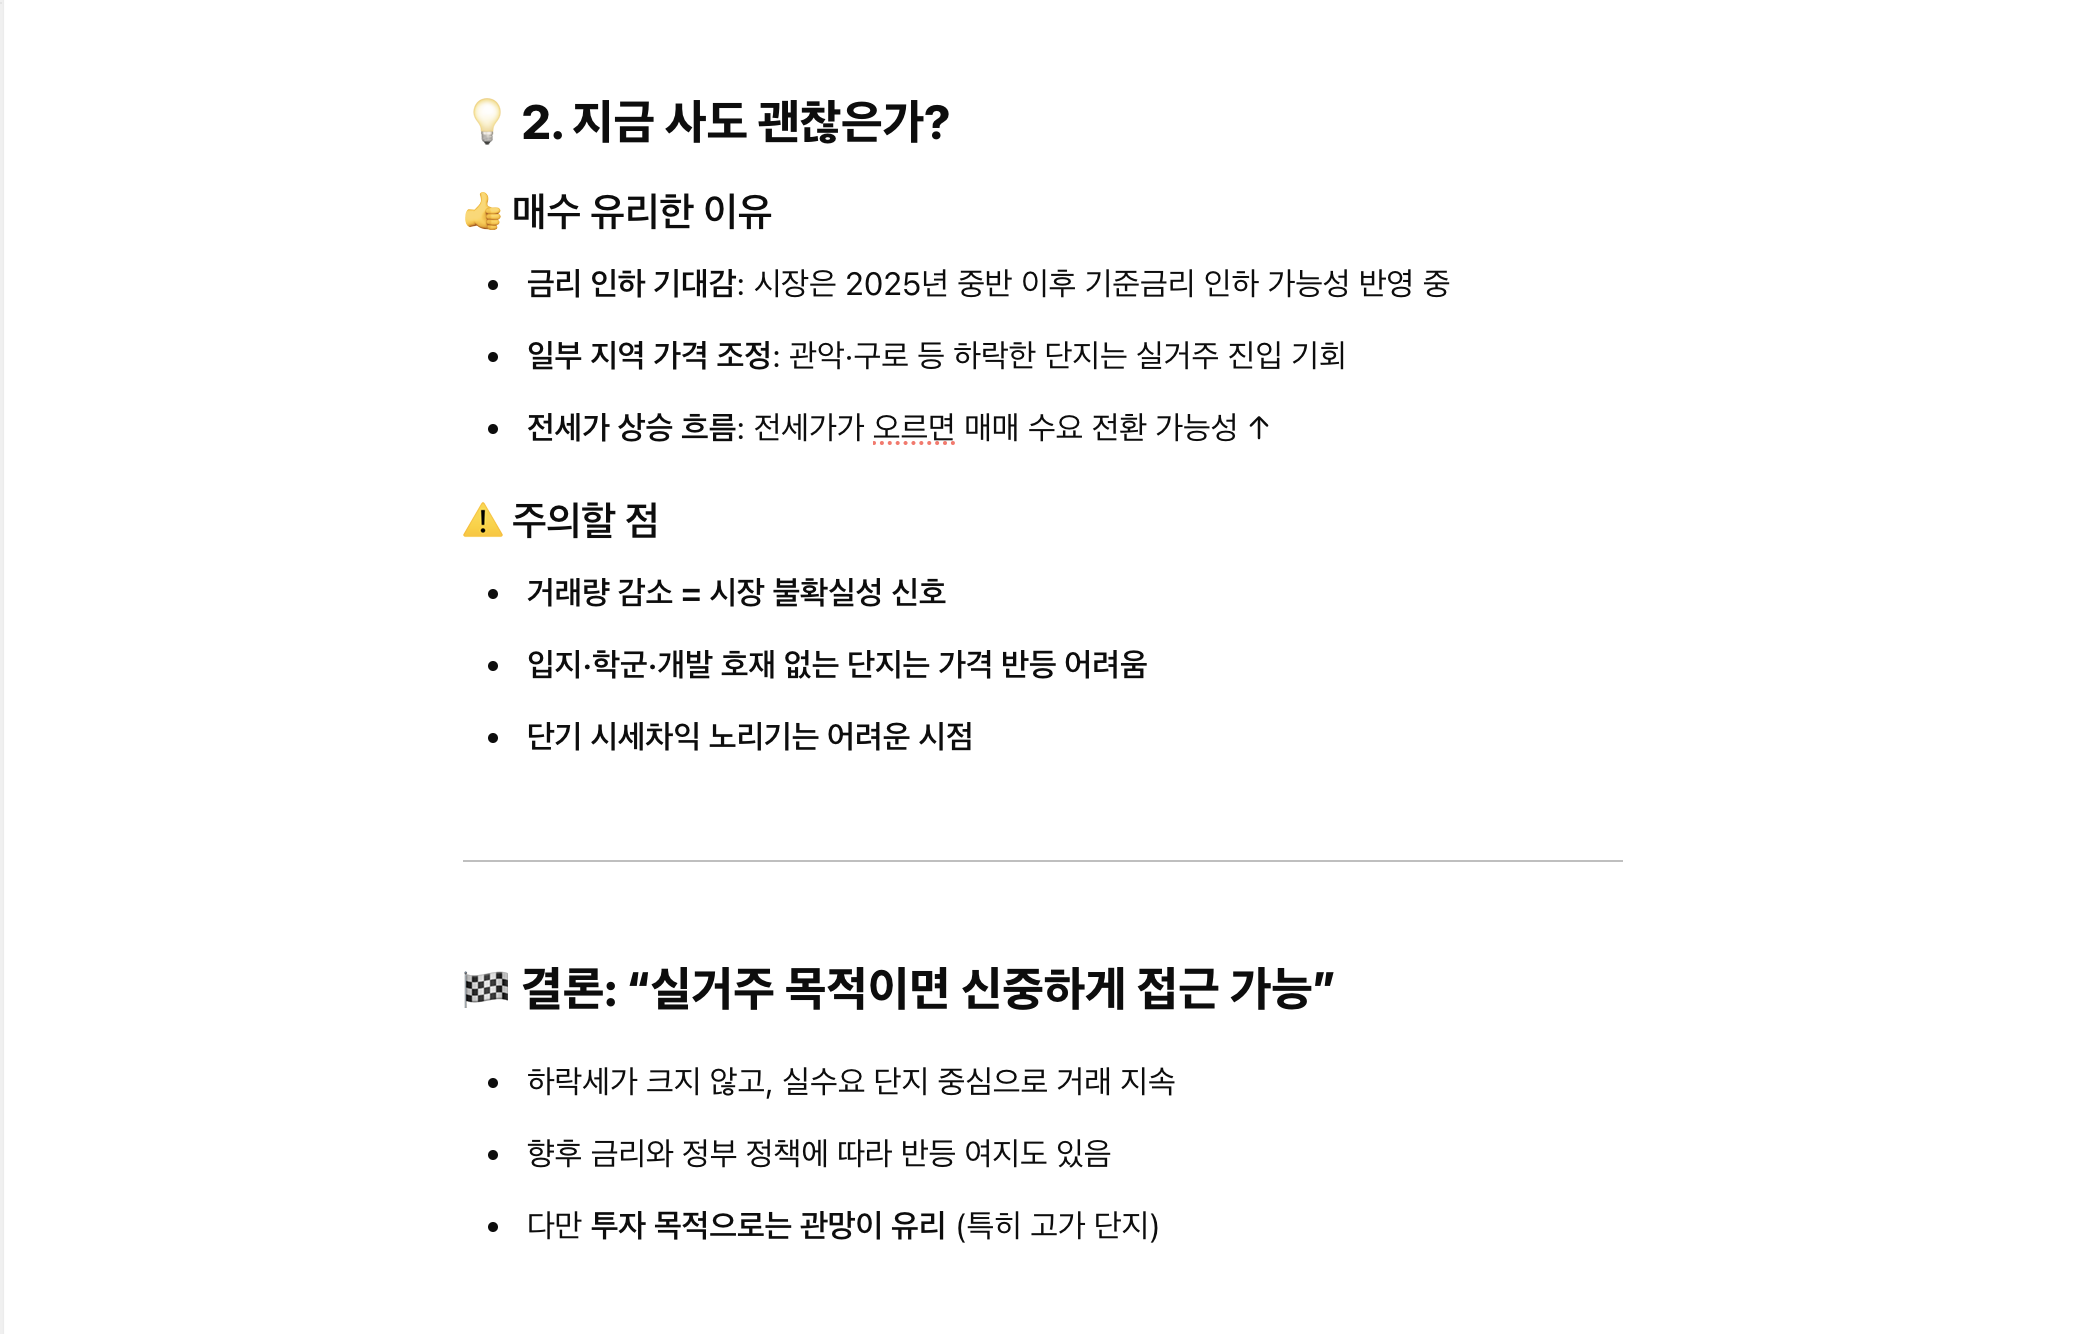 💡 2. 지금 사도 괜찮은가?
👍 매수 유리한 이유
• 금리 인하 기대감: 시장은 2025년 중반 이후 기준금리 인하 가능성 반영 중
• 일부 지역 가격 조정: 관악·구로 등 하락한 단지는 실거주 진입 기회
• 전세가 상승 흐름: 전세가가 오르면 매매 수요 전환 가능성 ↑
⚠️ 주의할 점
• 거래량 감소 = 시장 불확실성 신호
• 입지·학군·개발 호재 없는 단지는 가격 반등 어려움
• 단기 시세차익 노리기는 어려운 시점
🏁 결론: “실거주 목적이면 신중하게 접근 가능”
• 하락세가 크지 않고, 실수요 단지 중심으로 거래 지속
• 향후 금리와 정부 정책에 따라 반등 여지도 있음
• 다만 투자 목적으로는 관망이 유리 (특히 고가 단지)